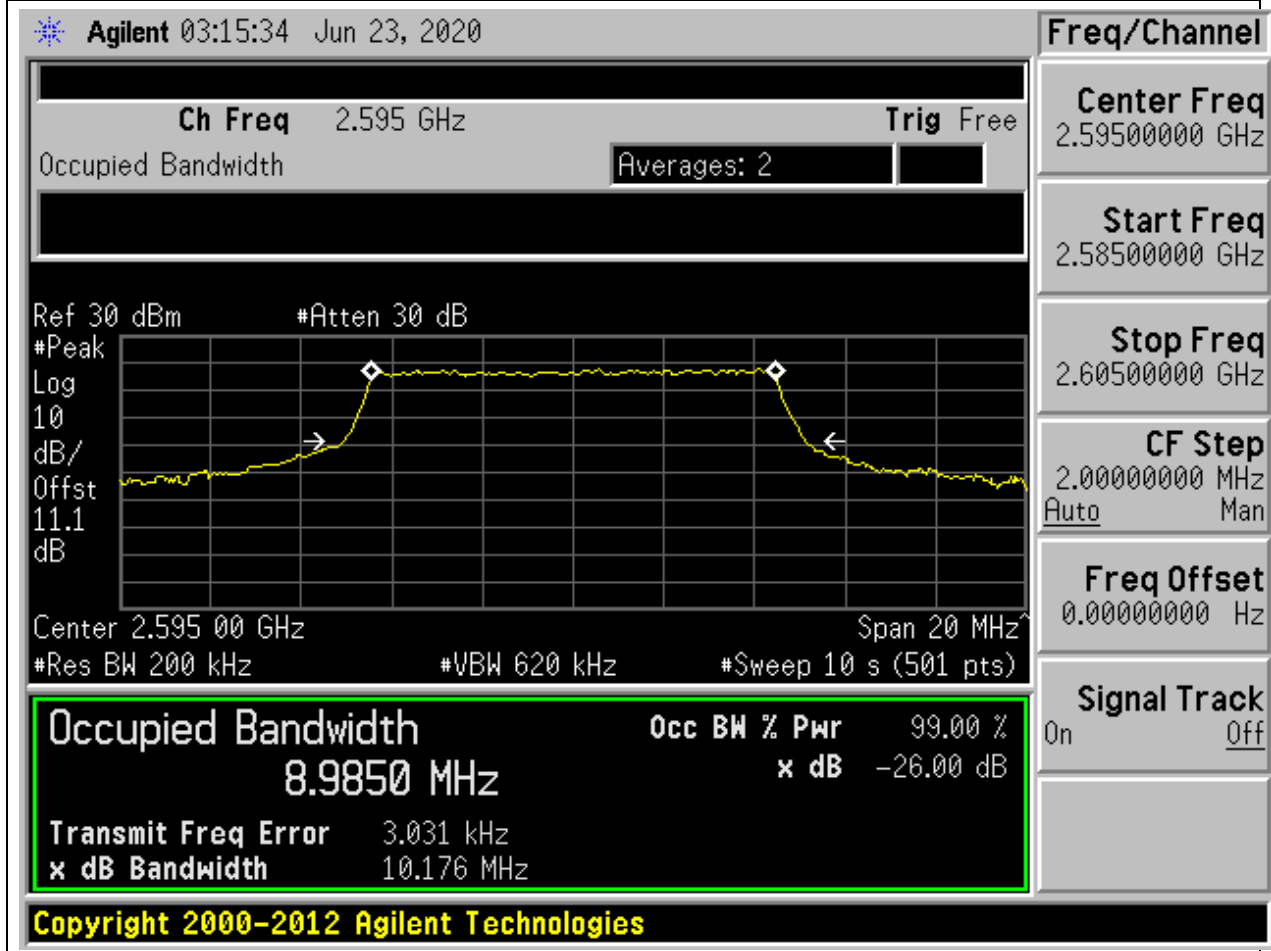 Agilent 03:15:34 Jun 23, 2020
Ch Freq 2.595 GHz Trig Free
Occupied Bandwidth Averages: 2
Ref 30 dBm #Atten 30 dB
#Peak
Log
10
dB/
Offst
11.1
dB
Center 2.595 00 GHz Span 20 MHz^
#Res BW 200 kHz #VBW 620 kHz #Sweep 10 s (501 pts)
Occupied Bandwidth Occ BW % Pwr 99.00 %
8.9850 MHz x dB -26.00 dB
Transmit Freq Error 3.031 kHz
x dB Bandwidth 10.176 MHz
Copyright 2000-2012 Agilent Technologies
Freq/Channel
Center Freq
2.59500000 GHz
Start Freq
2.58500000 GHz
Stop Freq
2.60500000 GHz
CF Step
2.00000000 MHz
Auto Man
Freq Offset
0.00000000 Hz
Signal Track
On Off